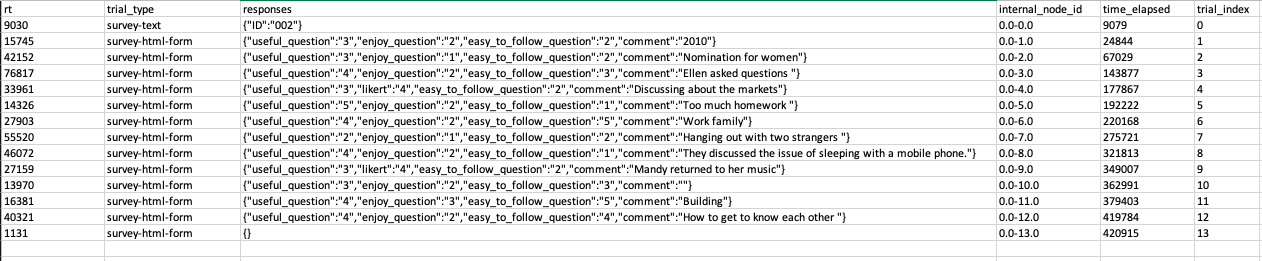 rt trial_type responses internal_node_id time_elapsed trial_index
9030 survey-text {"ID":"002"} 0.0-0.0 9079 0
15745 survey-html-form {"useful_question":"3","enjoy_question":"2","easy_to_follow_question":"2","comment":"2010"} 0.0-1.0 24844 1
42152 survey-html-form {"useful_question":"3","enjoy_question":"1","easy_to_follow_question":"2","comment":"Nomination for women"} 0.0-2.0 67029 2
76817 survey-html-form {"useful_question":"4","enjoy_question":"2","easy_to_follow_question":"3","comment":"Ellen asked questions "} 0.0-3.0 143877 3
33961 survey-html-form {"useful_question":"3","likert":"4","easy_to_follow_question":"2","comment":"Discussing about the markets"} 0.0-4.0 177867 4
14326 survey-html-form {"useful_question":"5","enjoy_question":"2","easy_to_follow_question":"1","comment":"Too much homework "} 0.0-5.0 192222 5
27903 survey-html-form {"useful_question":"4","enjoy_question":"2","easy_to_follow_question":"5","comment":"Work family"} 0.0-6.0 220168 6
55520 survey-html-form {"useful_question":"2","enjoy_question":"1","easy_to_follow_question":"2","comment":"Hanging out with two strangers "} 0.0-7.0 275721 7
46072 survey-html-form {"useful_question":"4","enjoy_question":"2","easy_to_follow_question":"1","comment":"They discussed the issue of sleeping with a mobile phone."} 0.0-8.0 321813 8
27159 survey-html-form {"useful_question":"3","likert":"4","easy_to_follow_question":"2","comment":"Mandy returned to her music"} 0.0-9.0 349007 9
13970 survey-html-form {"useful_question":"3","enjoy_question":"2","easy_to_follow_question":"3","comment":""} 0.0-10.0 362991 10
16381 survey-html-form {"useful_question":"4","enjoy_question":"3","easy_to_follow_question":"5","comment":"Building"} 0.0-11.0 379403 11
40321 survey-html-form {"useful_question":"4","enjoy_question":"2","easy_to_follow_question":"4","comment":"How to get to know each other "} 0.0-12.0 419784 12
1131 survey-html-form {} 0.0-13.0 420915 13